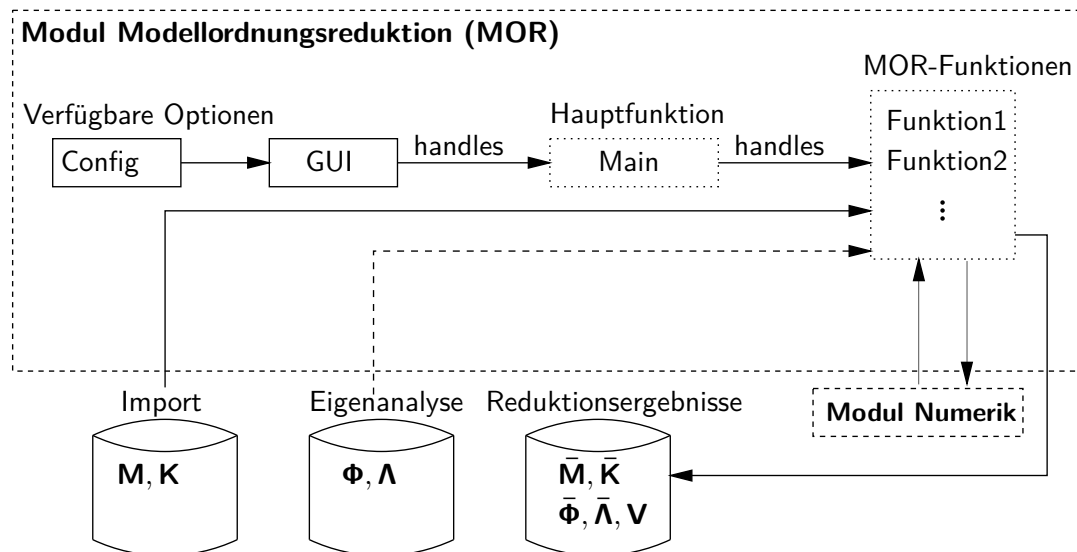 Modul Modellordnungsreduktion (MOR)
MOR-Funktionen
Verfügbare Optionen
Hauptfunktion
Funktion1
Config
GUI
handles
Main
handles
Funktion2
⋮
Import
Eigenanalyse
Reduktionsergebnisse
Modul Numerik
M, K
Φ, Λ
M̄, K̄
Φ̄, Λ̄, V